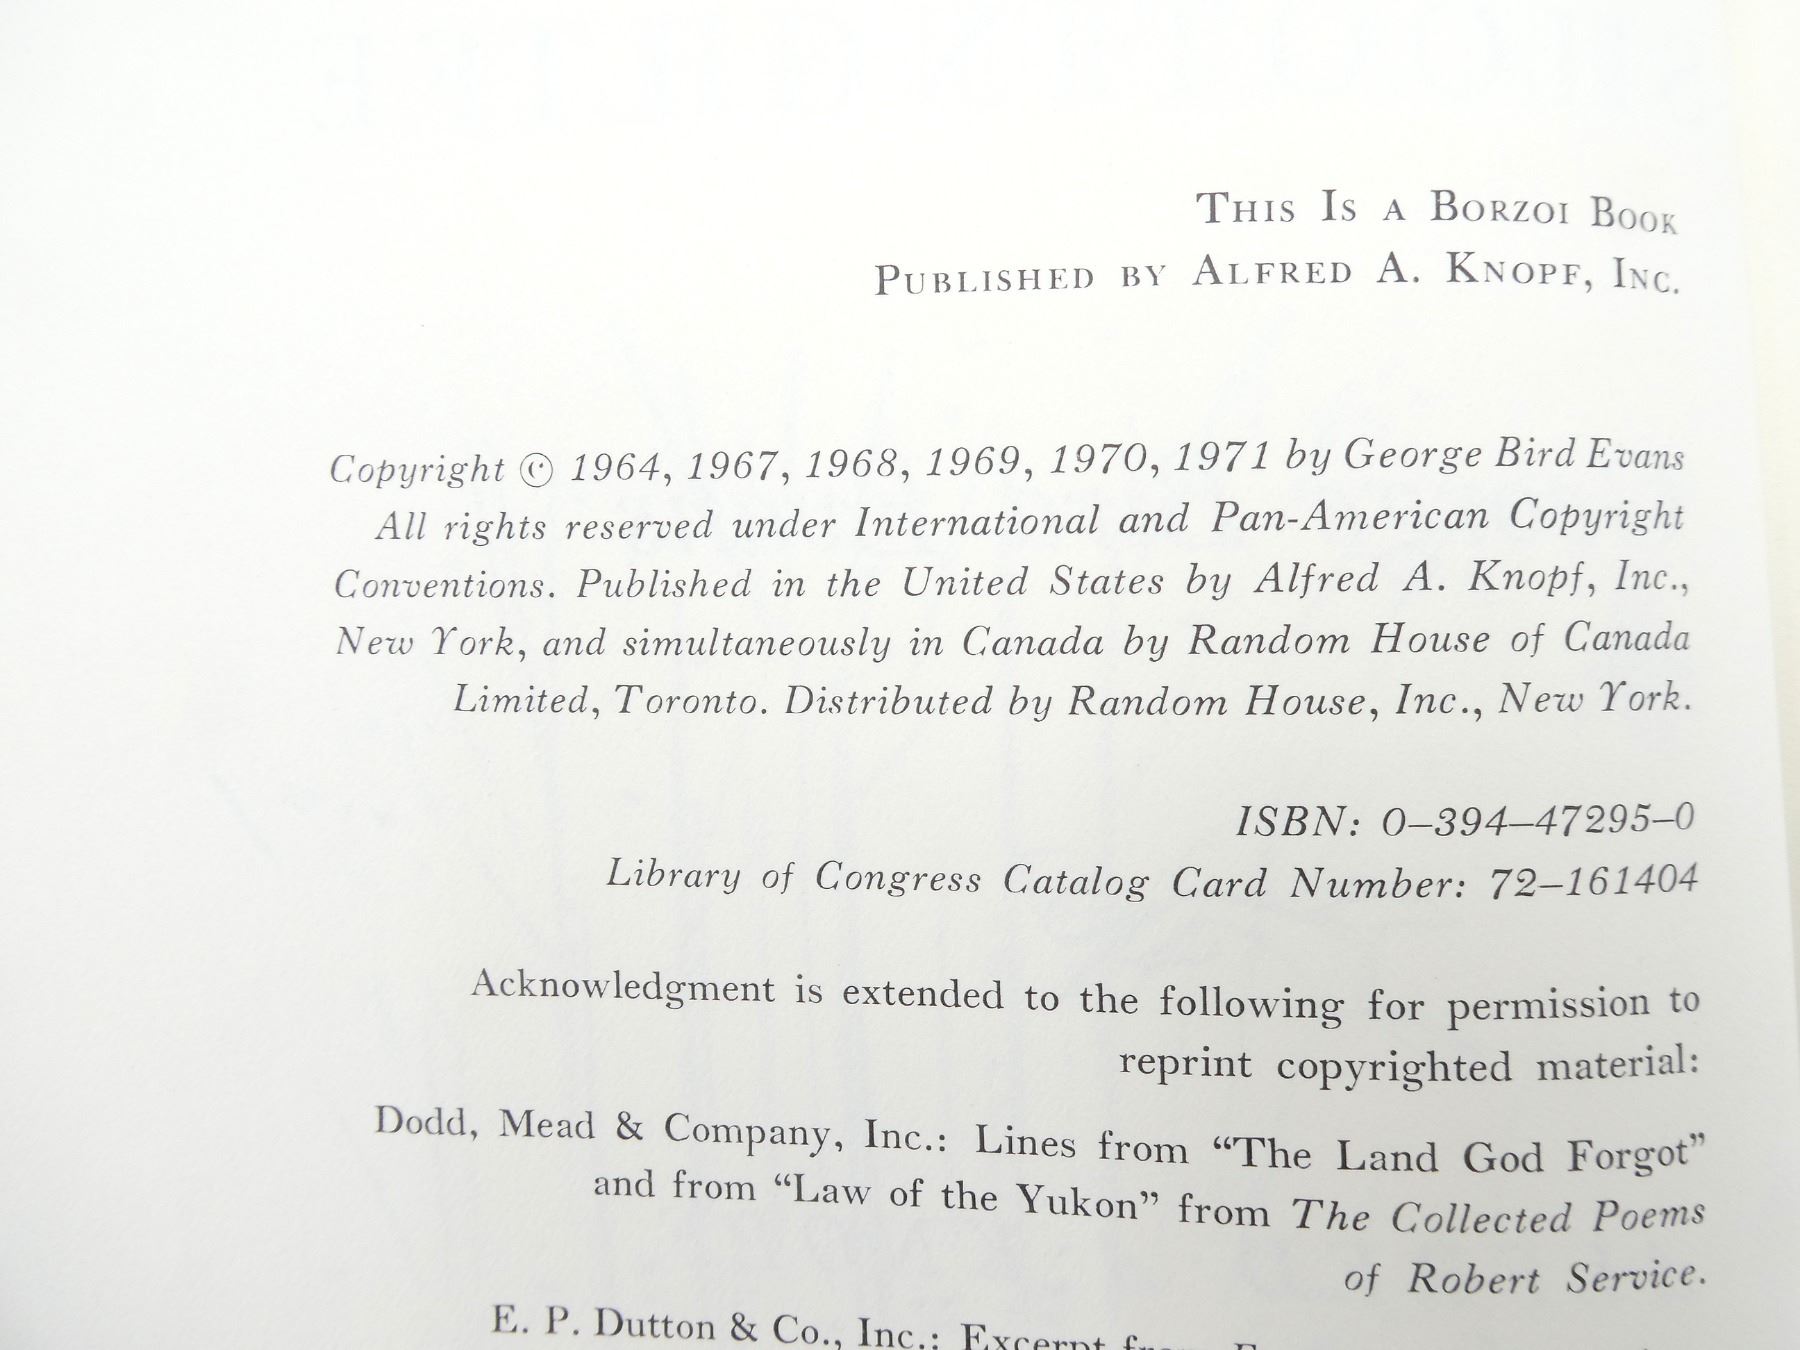 This Is a Borzoi Book
Published by Alfred A. Knopf, Inc.
Copyright © 1964, 1967, 1968, 1969, 1970, 1971 by George Bird Evans
All rights reserved under International and Pan-American Copyright
Conventions. Published in the United States by Alfred A. Knopf, Inc.,
New York, and simultaneously in Canada by Random House of Canada
Limited, Toronto. Distributed by Random House, Inc., New York.
ISBN: 0–394–47295–0
Library of Congress Catalog Card Number: 72–161404
Acknowledgment is extended to the following for permission to
reprint copyrighted material:
Dodd, Mead & Company, Inc.: Lines from “The Land God Forgot”
and from “Law of the Yukon” from The Collected Poems
of Robert Service.
E. P. Dutton & Co., Inc.: Excerpt from